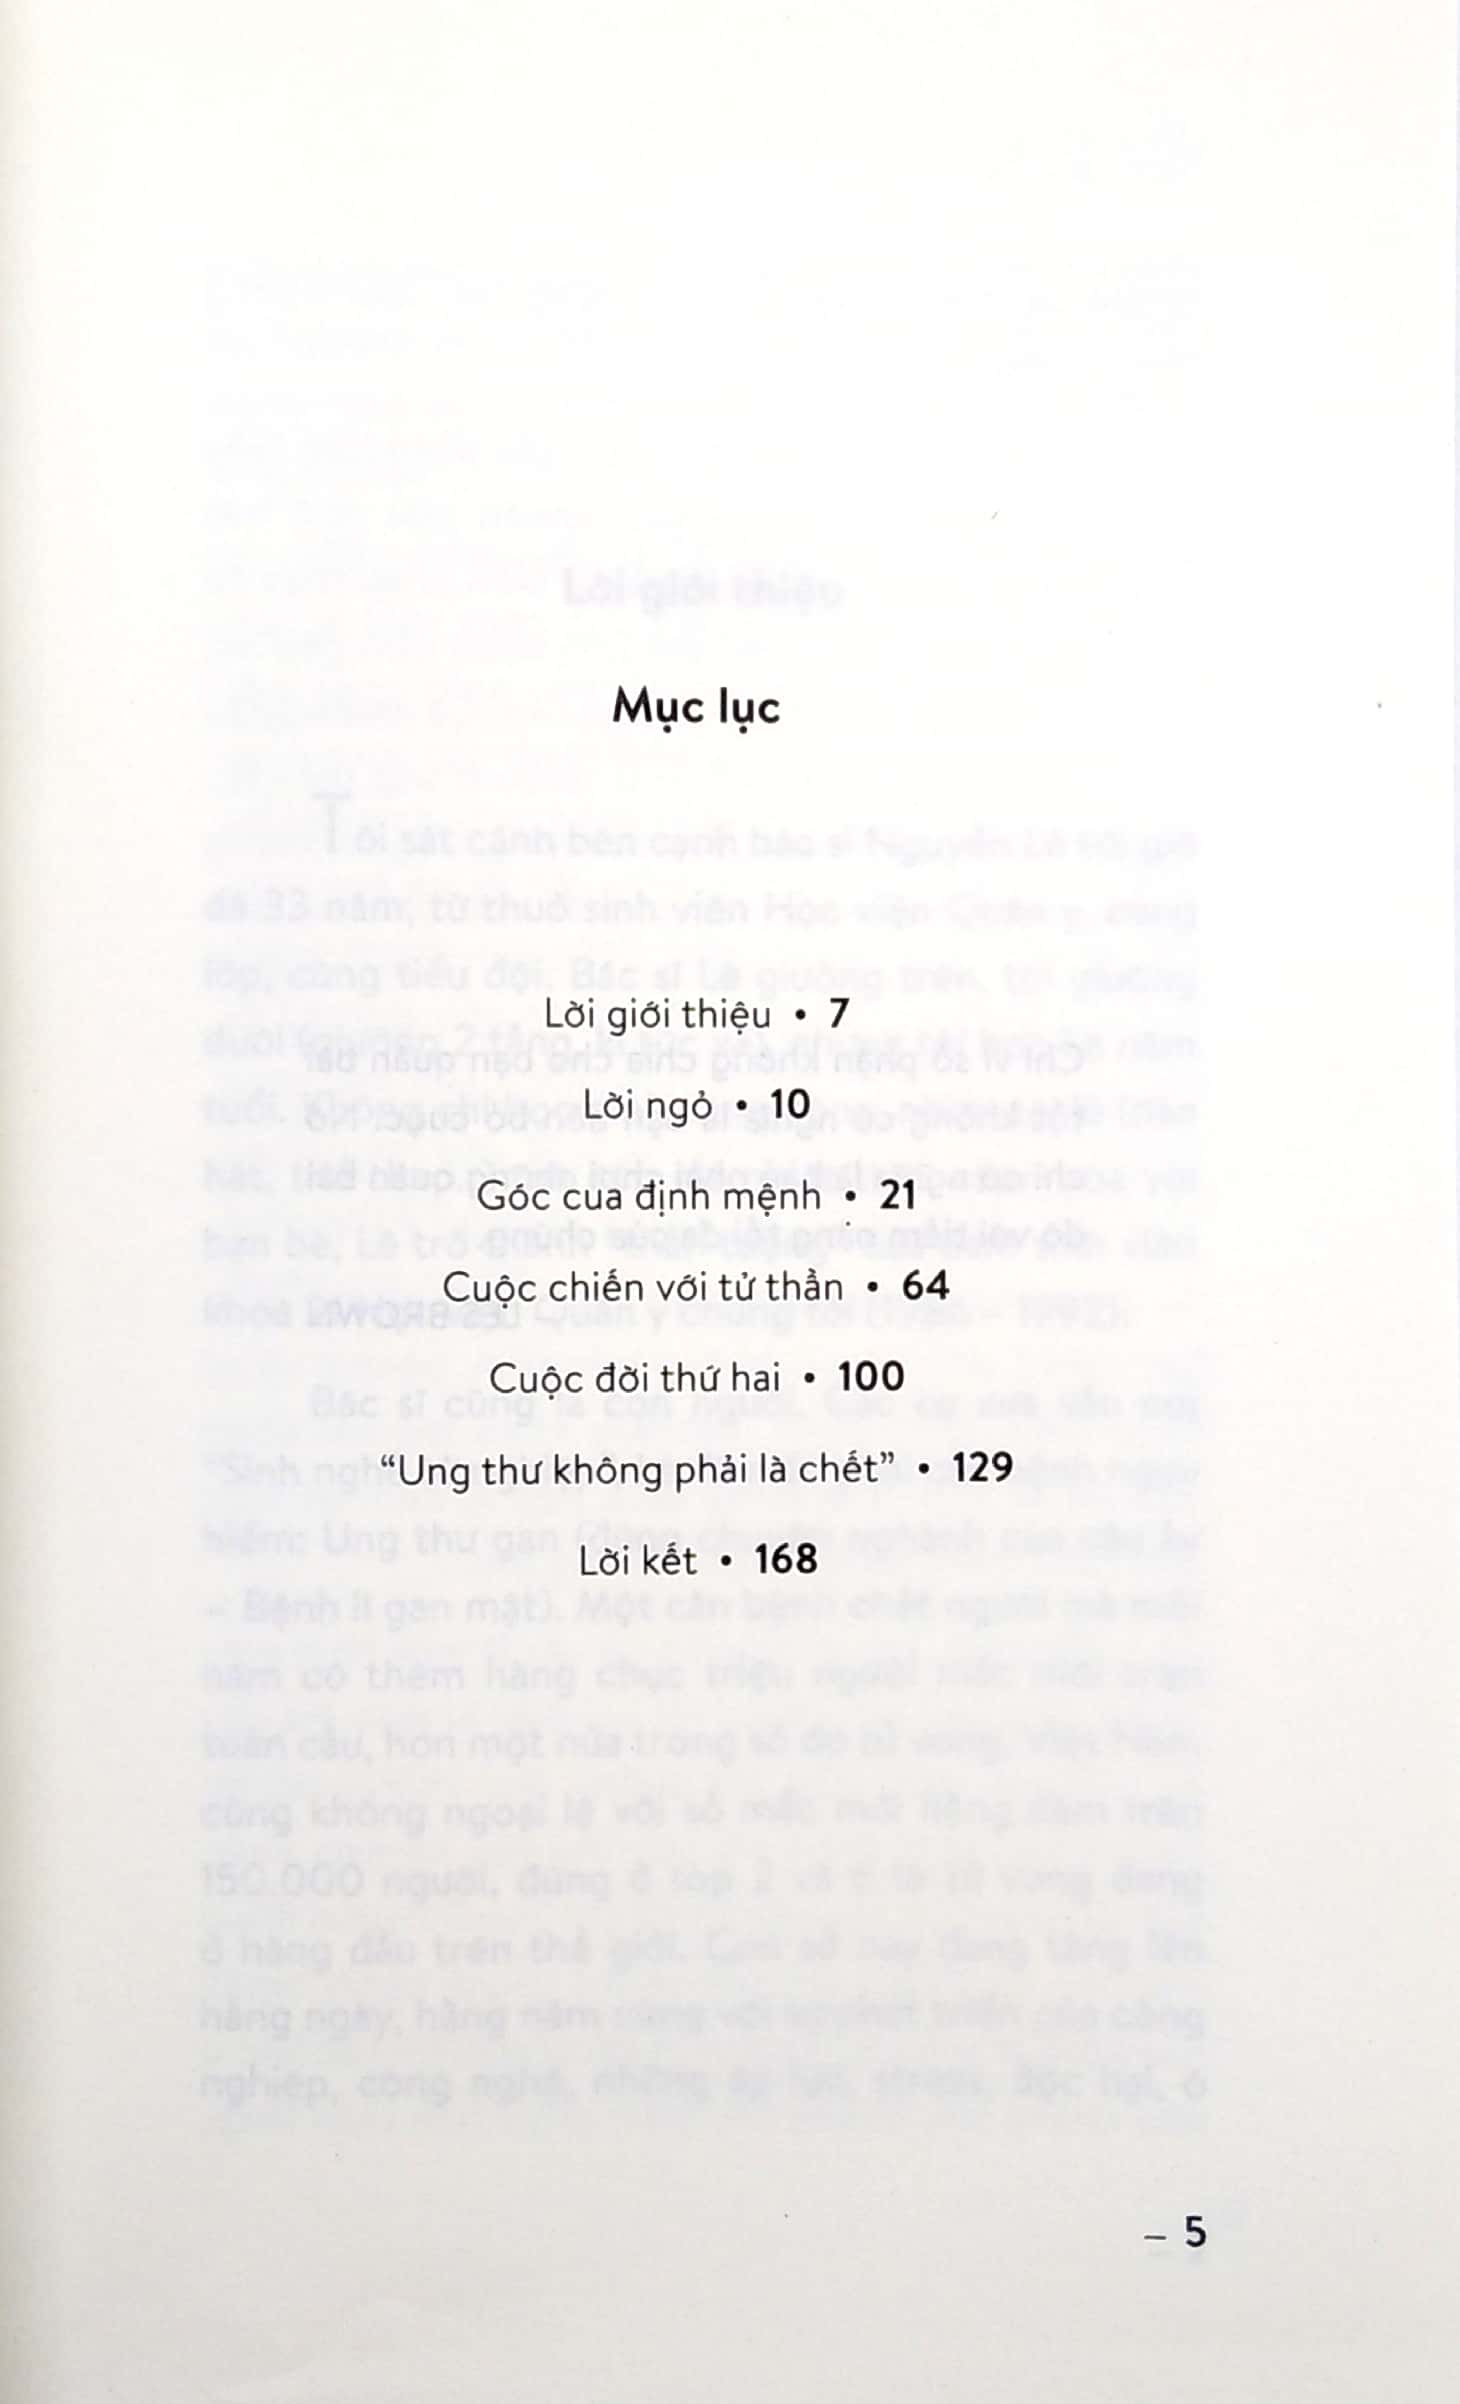 Mục lục
Lời giới thiệu • 7
Lời ngỏ • 10
Góc cua định mệnh • 21
Cuộc chiến với tử thần • 64
Cuộc đời thứ hai • 100
“Ung thư không phải là chết” • 129
Lời kết • 168
– 5